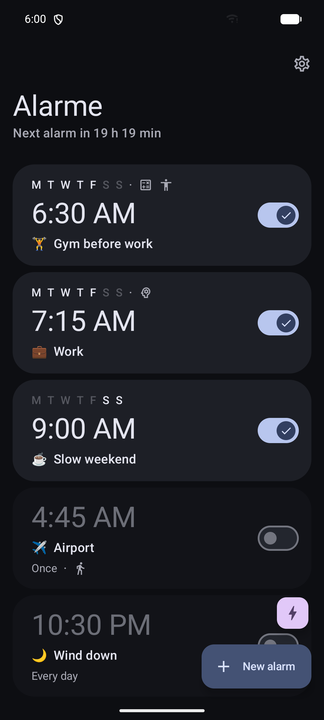 6:00
Alarme
Next alarm in 19 h 19 min
M T W T F S S ·
6:30 AM
Gym before work
M T W T F S S ·
7:15 AM
Work
M T W T F S S
9:00 AM
Slow weekend
4:45 AM
Airport
Once ·
10:30 PM
Wind down
Every day
New alarm